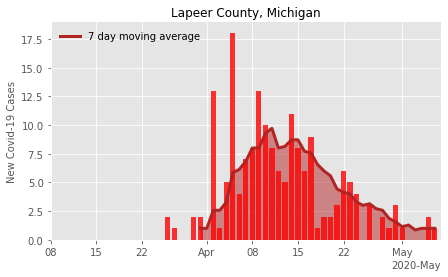 Lapeer County, Michigan
7 day moving average
New Covid-19 Cases
17.5
15.0
12.5
10.0
7.5
5.0
2.5
0.0
08 15 22 Apr 08 15 22 May
2020-May